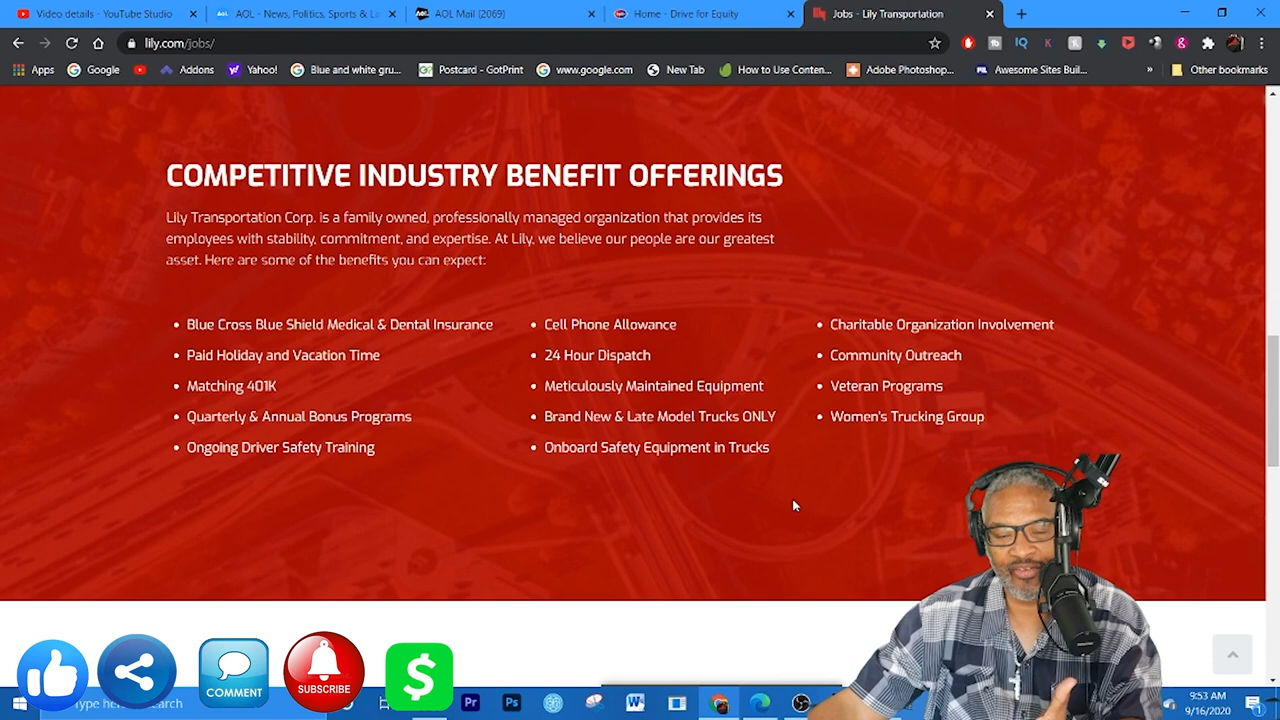 Video details - YouTube Studio
AOL - News, Politics, Sports & La
AOL Mail (2069)
Home - Drive for Equity
Jobs - Lily Transportation
lily.com/jobs/
Apps
Google
Addons
Yahoo!
Blue and white gru...
Postcard - GotPrint
www.google.com
New Tab
How to Use Conten...
Adobe Photoshop...
Awesome Sites Buil...
»
Other bookmarks
COMPETITIVE INDUSTRY BENEFIT OFFERINGS
Lily Transportation Corp. is a family owned, professionally managed organization that provides its
employees with stability, commitment, and expertise. At Lily, we believe our people are our greatest
asset. Here are some of the benefits you can expect:
• Blue Cross Blue Shield Medical & Dental Insurance
• Paid Holiday and Vacation Time
• Matching 401K
• Quarterly & Annual Bonus Programs
• Ongoing Driver Safety Training
• Cell Phone Allowance
• 24 Hour Dispatch
• Meticulously Maintained Equipment
• Brand New & Late Model Trucks ONLY
• Onboard Safety Equipment in Trucks
• Charitable Organization Involvement
• Community Outreach
• Veteran Programs
• Women's Trucking Group
COMMENT
SUBSCRIBE
$
Type here
search
Pr
Ps
W
9:53 AM
9/16/2020